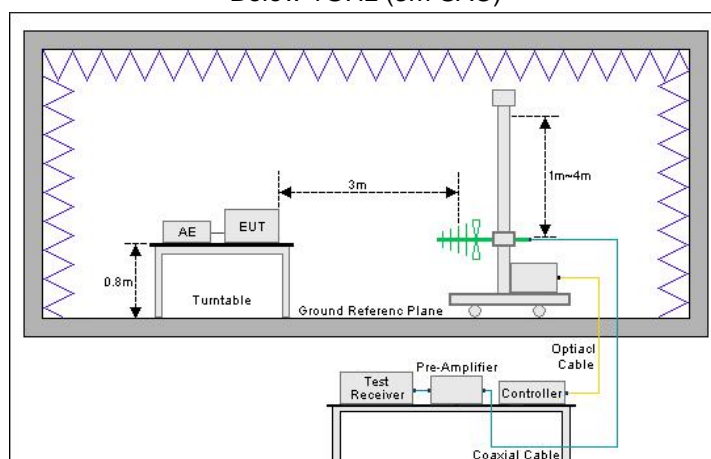 Below 1GHz (3m SAC)
3m
1m~4m
AE
EUT
0.8m
Turntable
Ground Referenc Plane
Optiacl
Cable
Pre-Amplifier
Test
Receiver
Controller
Coaxial Cable